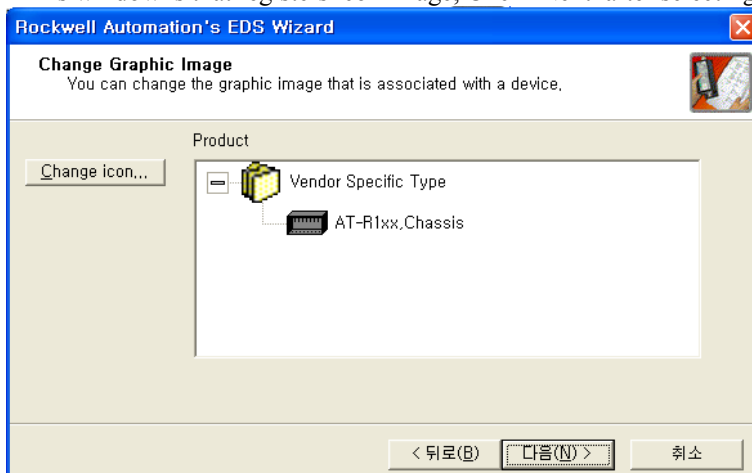 Rockwell Automation's EDS Wizard
Change Graphic Image
You can change the graphic image that is associated with a device,
Product
Change icon,,,
Vendor Specific Type
AT-R1xx,Chassis
< 뒤로(B) 다음(N) > 취소